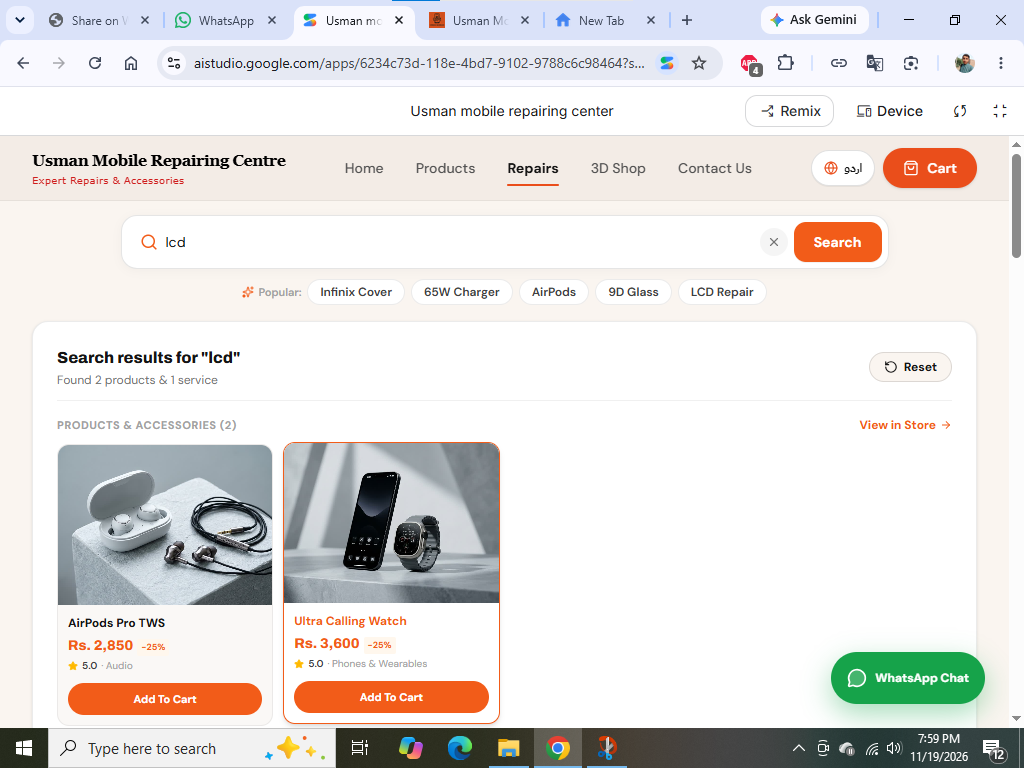 Share on W
WhatsApp
Usman mo
Usman Mo
New Tab
Ask Gemini
aistudio.google.com/apps/6234c73d-118e-4bd7-9102-9788c6c98464?s...
ABP
4
Usman mobile repairing center
Remix
Device
Usman Mobile Repairing Centre
Expert Repairs & Accessories
Home
Products
Repairs
3D Shop
Contact Us
اردو
Cart
lcd
Search
Popular:
Infinix Cover
65W Charger
AirPods
9D Glass
LCD Repair
Search results for "lcd"
Found 2 products & 1 service
Reset
PRODUCTS & ACCESSORIES (2)
View in Store →
AirPods Pro TWS
Rs. 2,850 -25%
5.0 · Audio
Add To Cart
Ultra Calling Watch
Rs. 3,600 -25%
5.0 · Phones & Wearables
Add To Cart
WhatsApp Chat
Type here to search
7:59 PM
11/19/2026
12